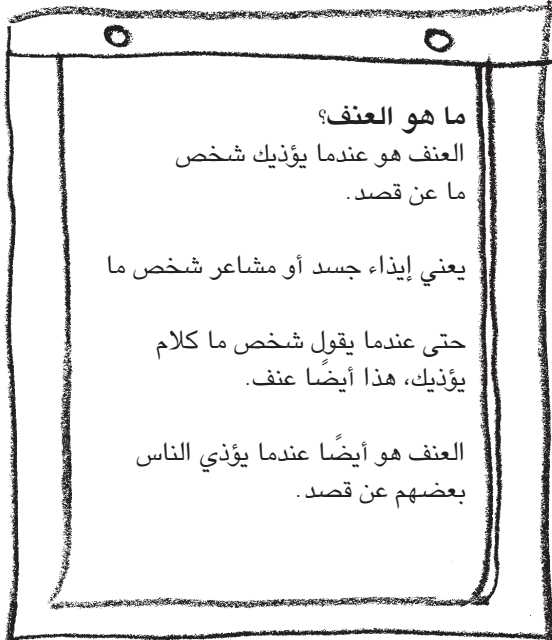 ما هو العنف؟
العنف هو عندما يؤذيك شخص
ما عن قصد.
يعني إيذاء جسد أو مشاعر شخص ما
حتى عندما يقول شخص ما كلام
يؤذيك، هذا أيضًا عنف.
العنف هو أيضًا عندما يؤذي الناس
بعضهم عن قصد.